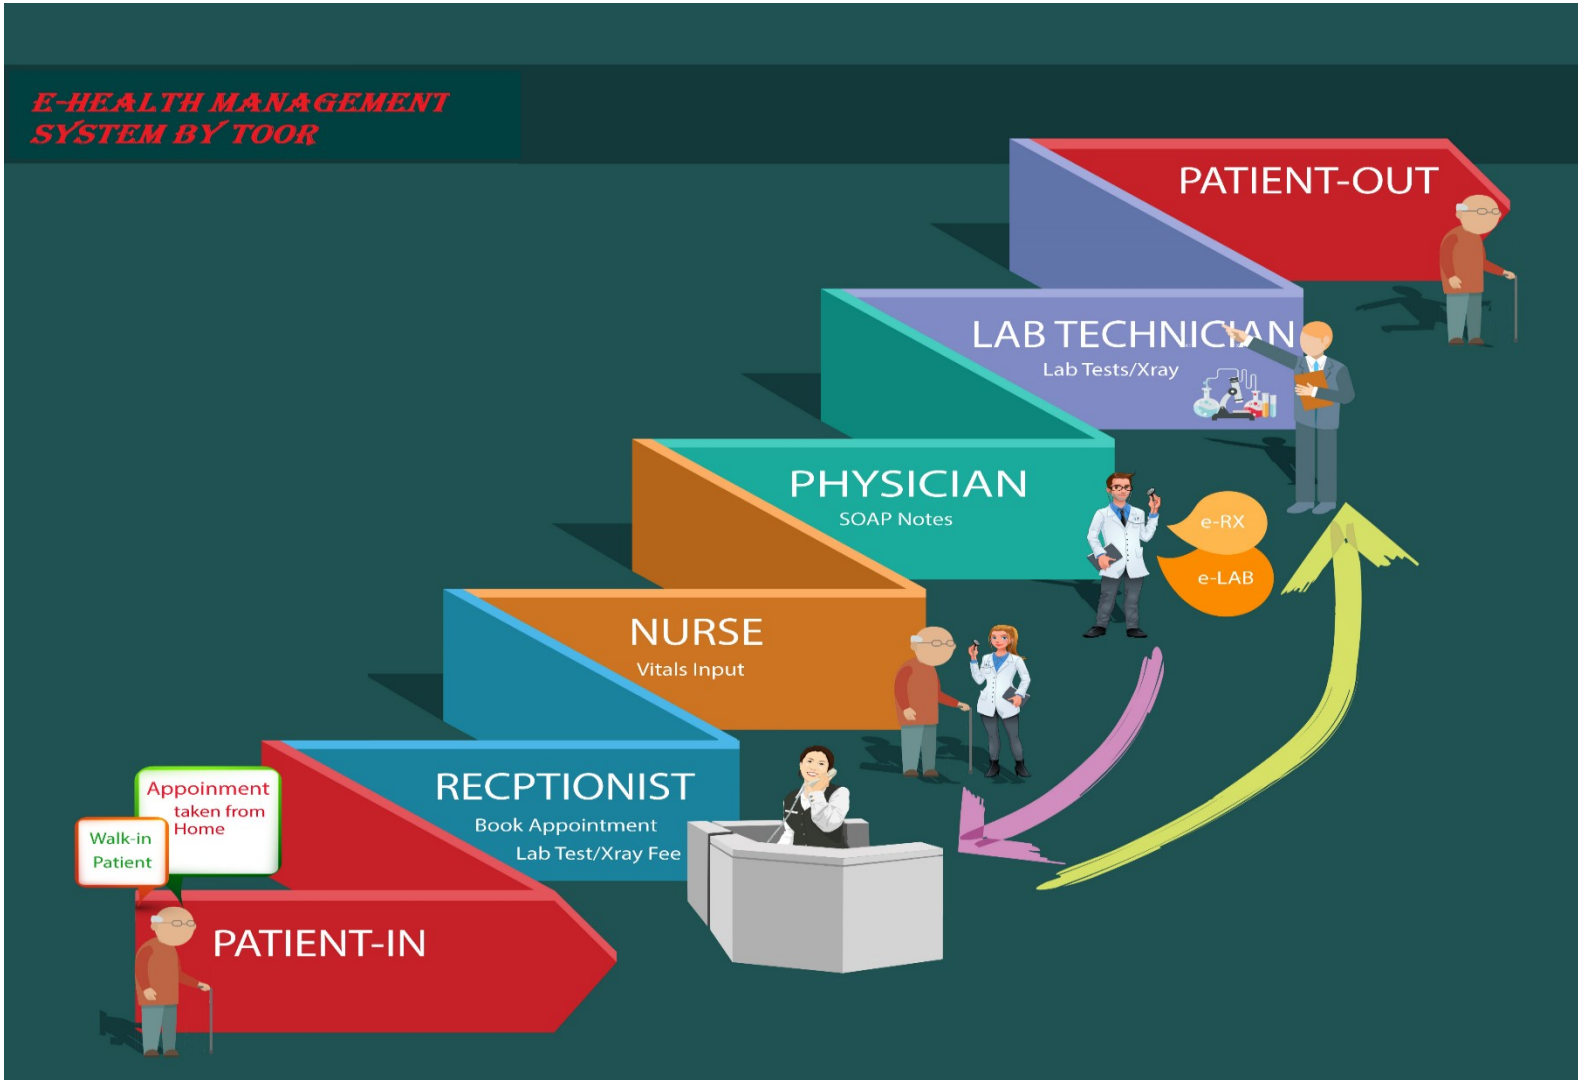 E-HEALTH MANAGEMENT
SYSTEM BY TOOR
PATIENT-OUT
LAB TECHNICIAN
Lab Tests/Xray
PHYSICIAN
SOAP Notes
e-RX
e-LAB
NURSE
Vitals Input
RECPTIONIST
Book Appointment
Lab Test/Xray Fee
Appoinment
taken from
Home
Walk-in
Patient
PATIENT-IN